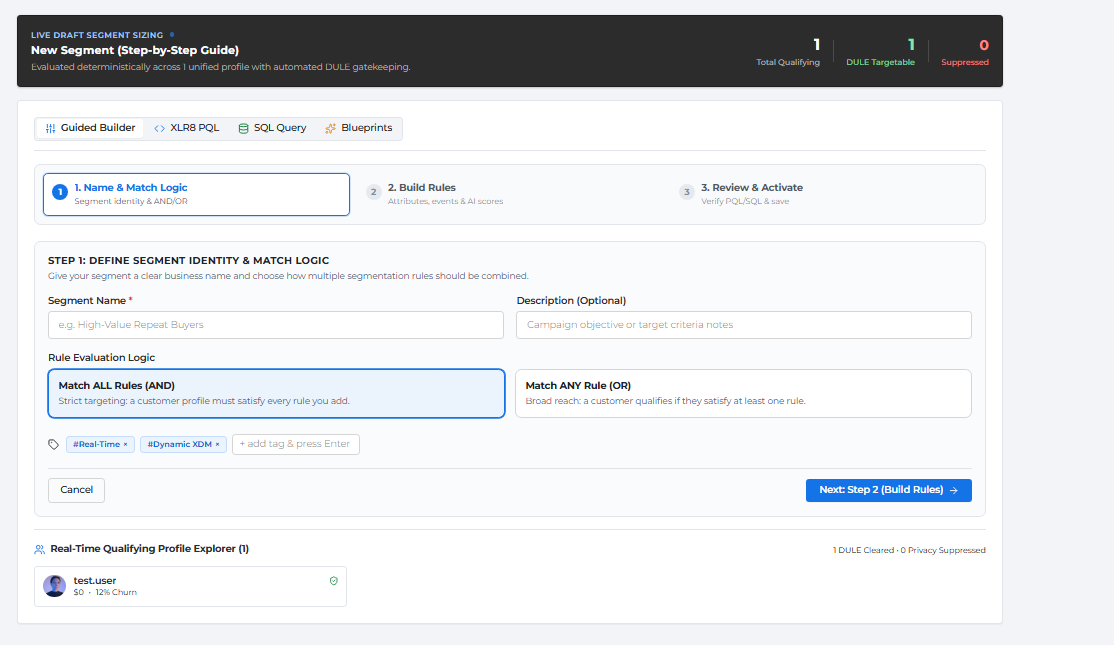 LIVE DRAFT SEGMENT SIZING
New Segment (Step-by-Step Guide)
Evaluated deterministically across 1 unified profile with automated DULE gatekeeping.
1
Total Qualifying
1
DULE Targetable
0
Suppressed
Guided Builder
XLR8 PQL
SQL Query
Blueprints
1
1. Name & Match Logic
Segment identity & AND/OR
2
2. Build Rules
Attributes, events & AI scores
3
3. Review & Activate
Verify PQL/SQL & save
STEP 1: DEFINE SEGMENT IDENTITY & MATCH LOGIC
Give your segment a clear business name and choose how multiple segmentation rules should be combined.
Segment Name *
e.g. High-Value Repeat Buyers
Description (Optional)
Campaign objective or target criteria notes
Rule Evaluation Logic
Match ALL Rules (AND)
Strict targeting: a customer profile must satisfy every rule you add.
Match ANY Rule (OR)
Broad reach: a customer qualifies if they satisfy at least one rule.
#Real-Time ×
#Dynamic XDM ×
+ add tag & press Enter
Cancel
Next: Step 2 (Build Rules) →
Real-Time Qualifying Profile Explorer (1)
1 DULE Cleared • 0 Privacy Suppressed
test.user
$0 • 12% Churn